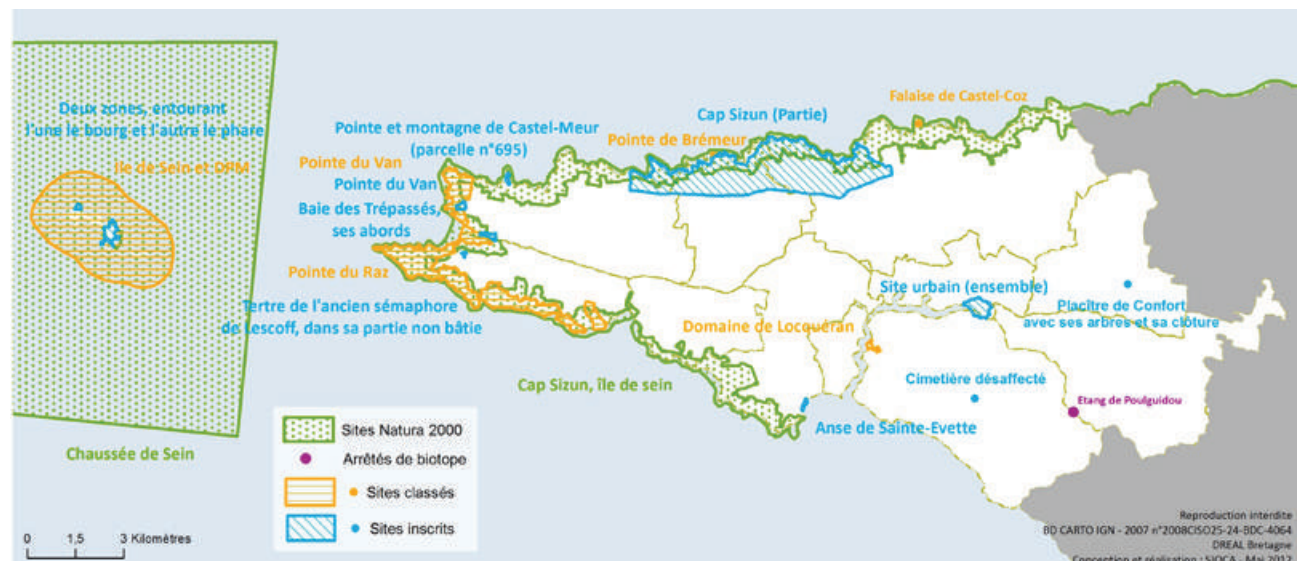 Deux zones, entourant
l'une le bourg et l'autre le phare
Ile de Sein et DPM
Chaussée de Sein
Pointe et montagne de Castel-Meur
(parcelle n°695)
Pointe du Van
Pointe du Van
Baie des Trépassés,
ses abords
Pointe du Raz
Tertre de l'ancien sémaphore
de Lescoff, dans sa partie non bâtie
Cap Sizun, île de sein
Cap Sizun (Partie)
Pointe de Brémeur
Falaise de Castel-Coz
Site urbain (ensemble)
Placître de Confort
avec ses arbres et sa clôture
Domaine de Locquéran
Cimetière désaffecté
Etang de Poulguidou
Anse de Sainte-Evette
Sites Natura 2000
Arrêtés de biotope
Sites classés
Sites inscrits
0 1,5 3 Kilomètres
Reproduction interdite
BD CARTO IGN - 2007 n°2008CISO25-24-BDC-4064
DREAL Bretagne
Conception et réalisation : SIOCA - Mai 2012